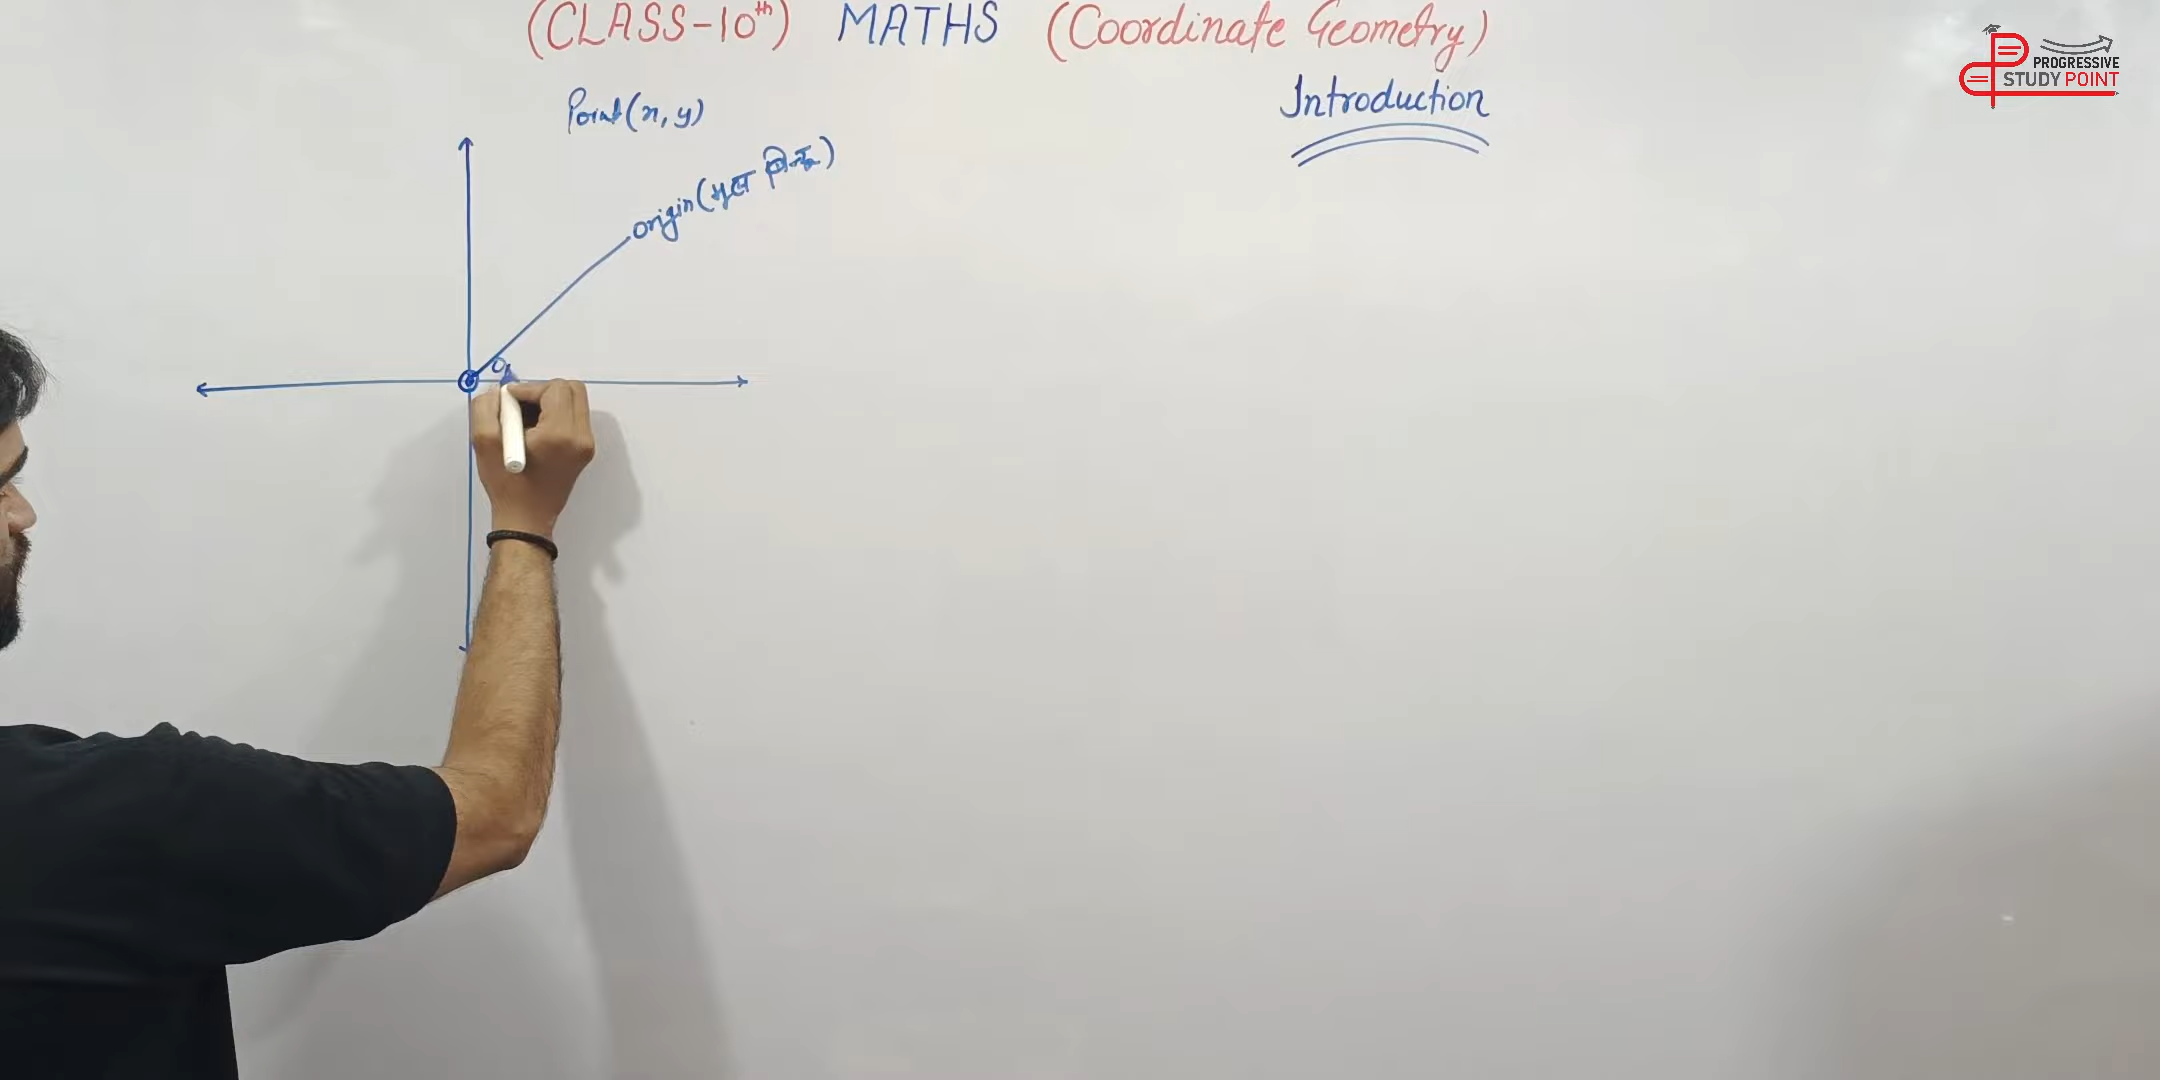 (CLASS-10th) MATHS (Coordinate Geometry)
Introduction
Point(x, y)
origin(मूल बिन्दु)
O
PROGRESSIVE
STUDY POINT